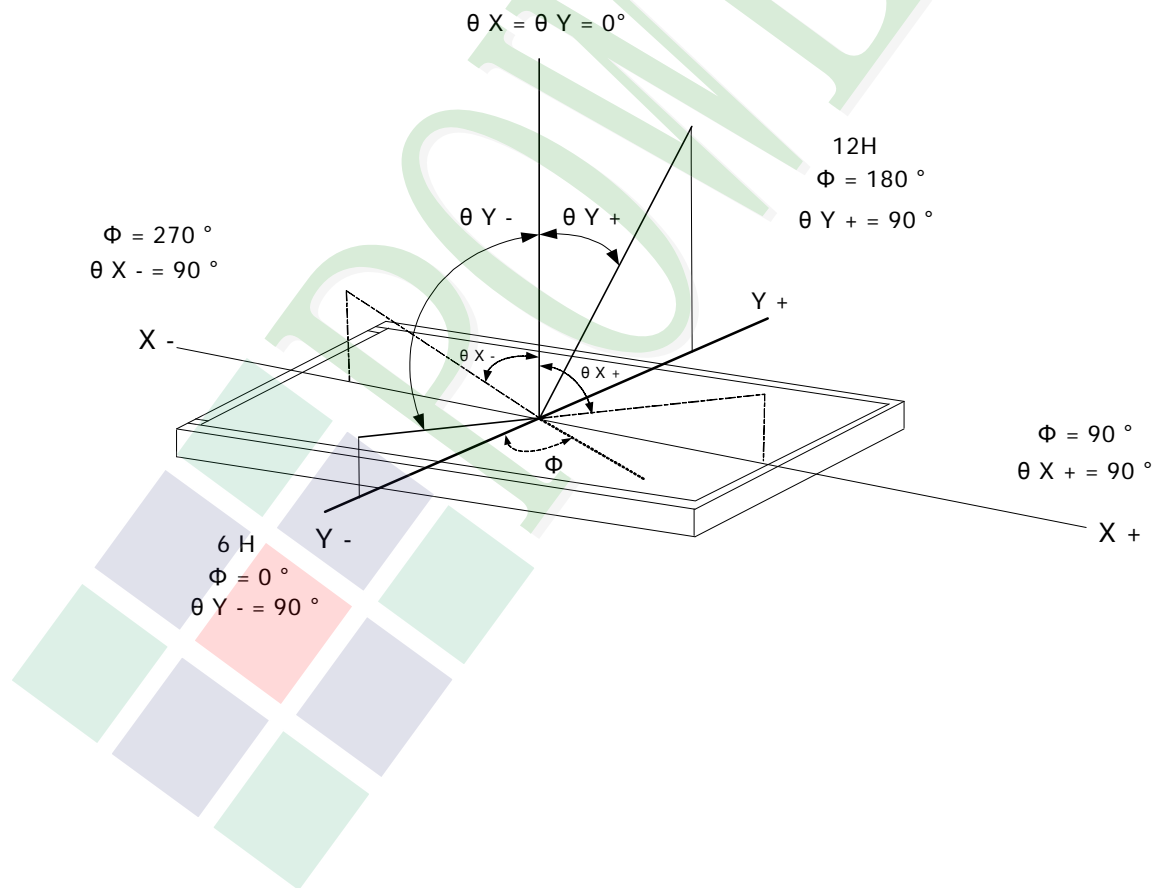 θ X = θ Y = 0°
12H
Φ = 180 °
θ Y + = 90 °
θ Y -
θ Y +
Φ = 270 °
θ X - = 90 °
Y +
X -
θ X -
θ X +
Φ = 90 °
θ X + = 90 °
Φ
X +
Y -
6 H
Φ = 0 °
θ Y - = 90 °